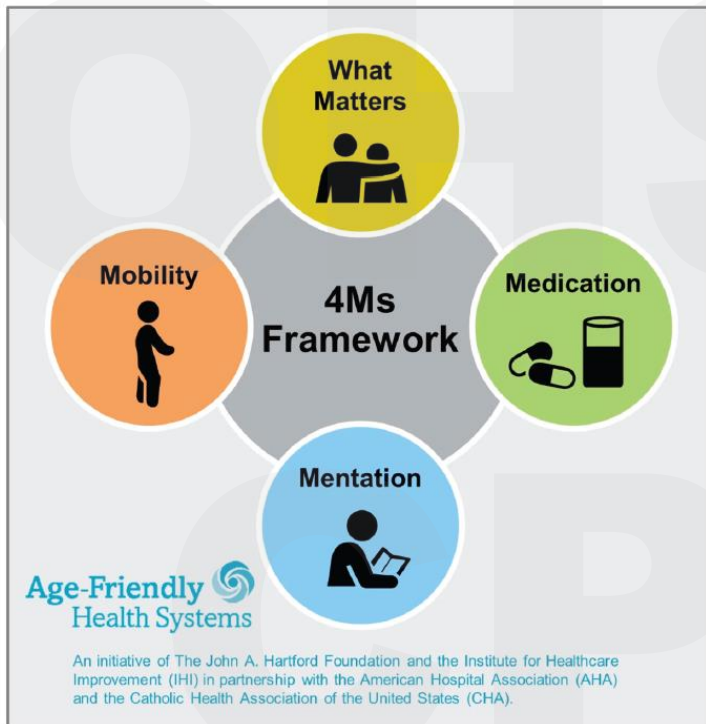 What
Matters
Mobility
4Ms
Framework
Medication
Mentation
Age-Friendly
Health Systems
An initiative of The John A. Hartford Foundation and the Institute for Healthcare
Improvement (IHI) in partnership with the American Hospital Association (AHA)
and the Catholic Health Association of the United States (CHA).